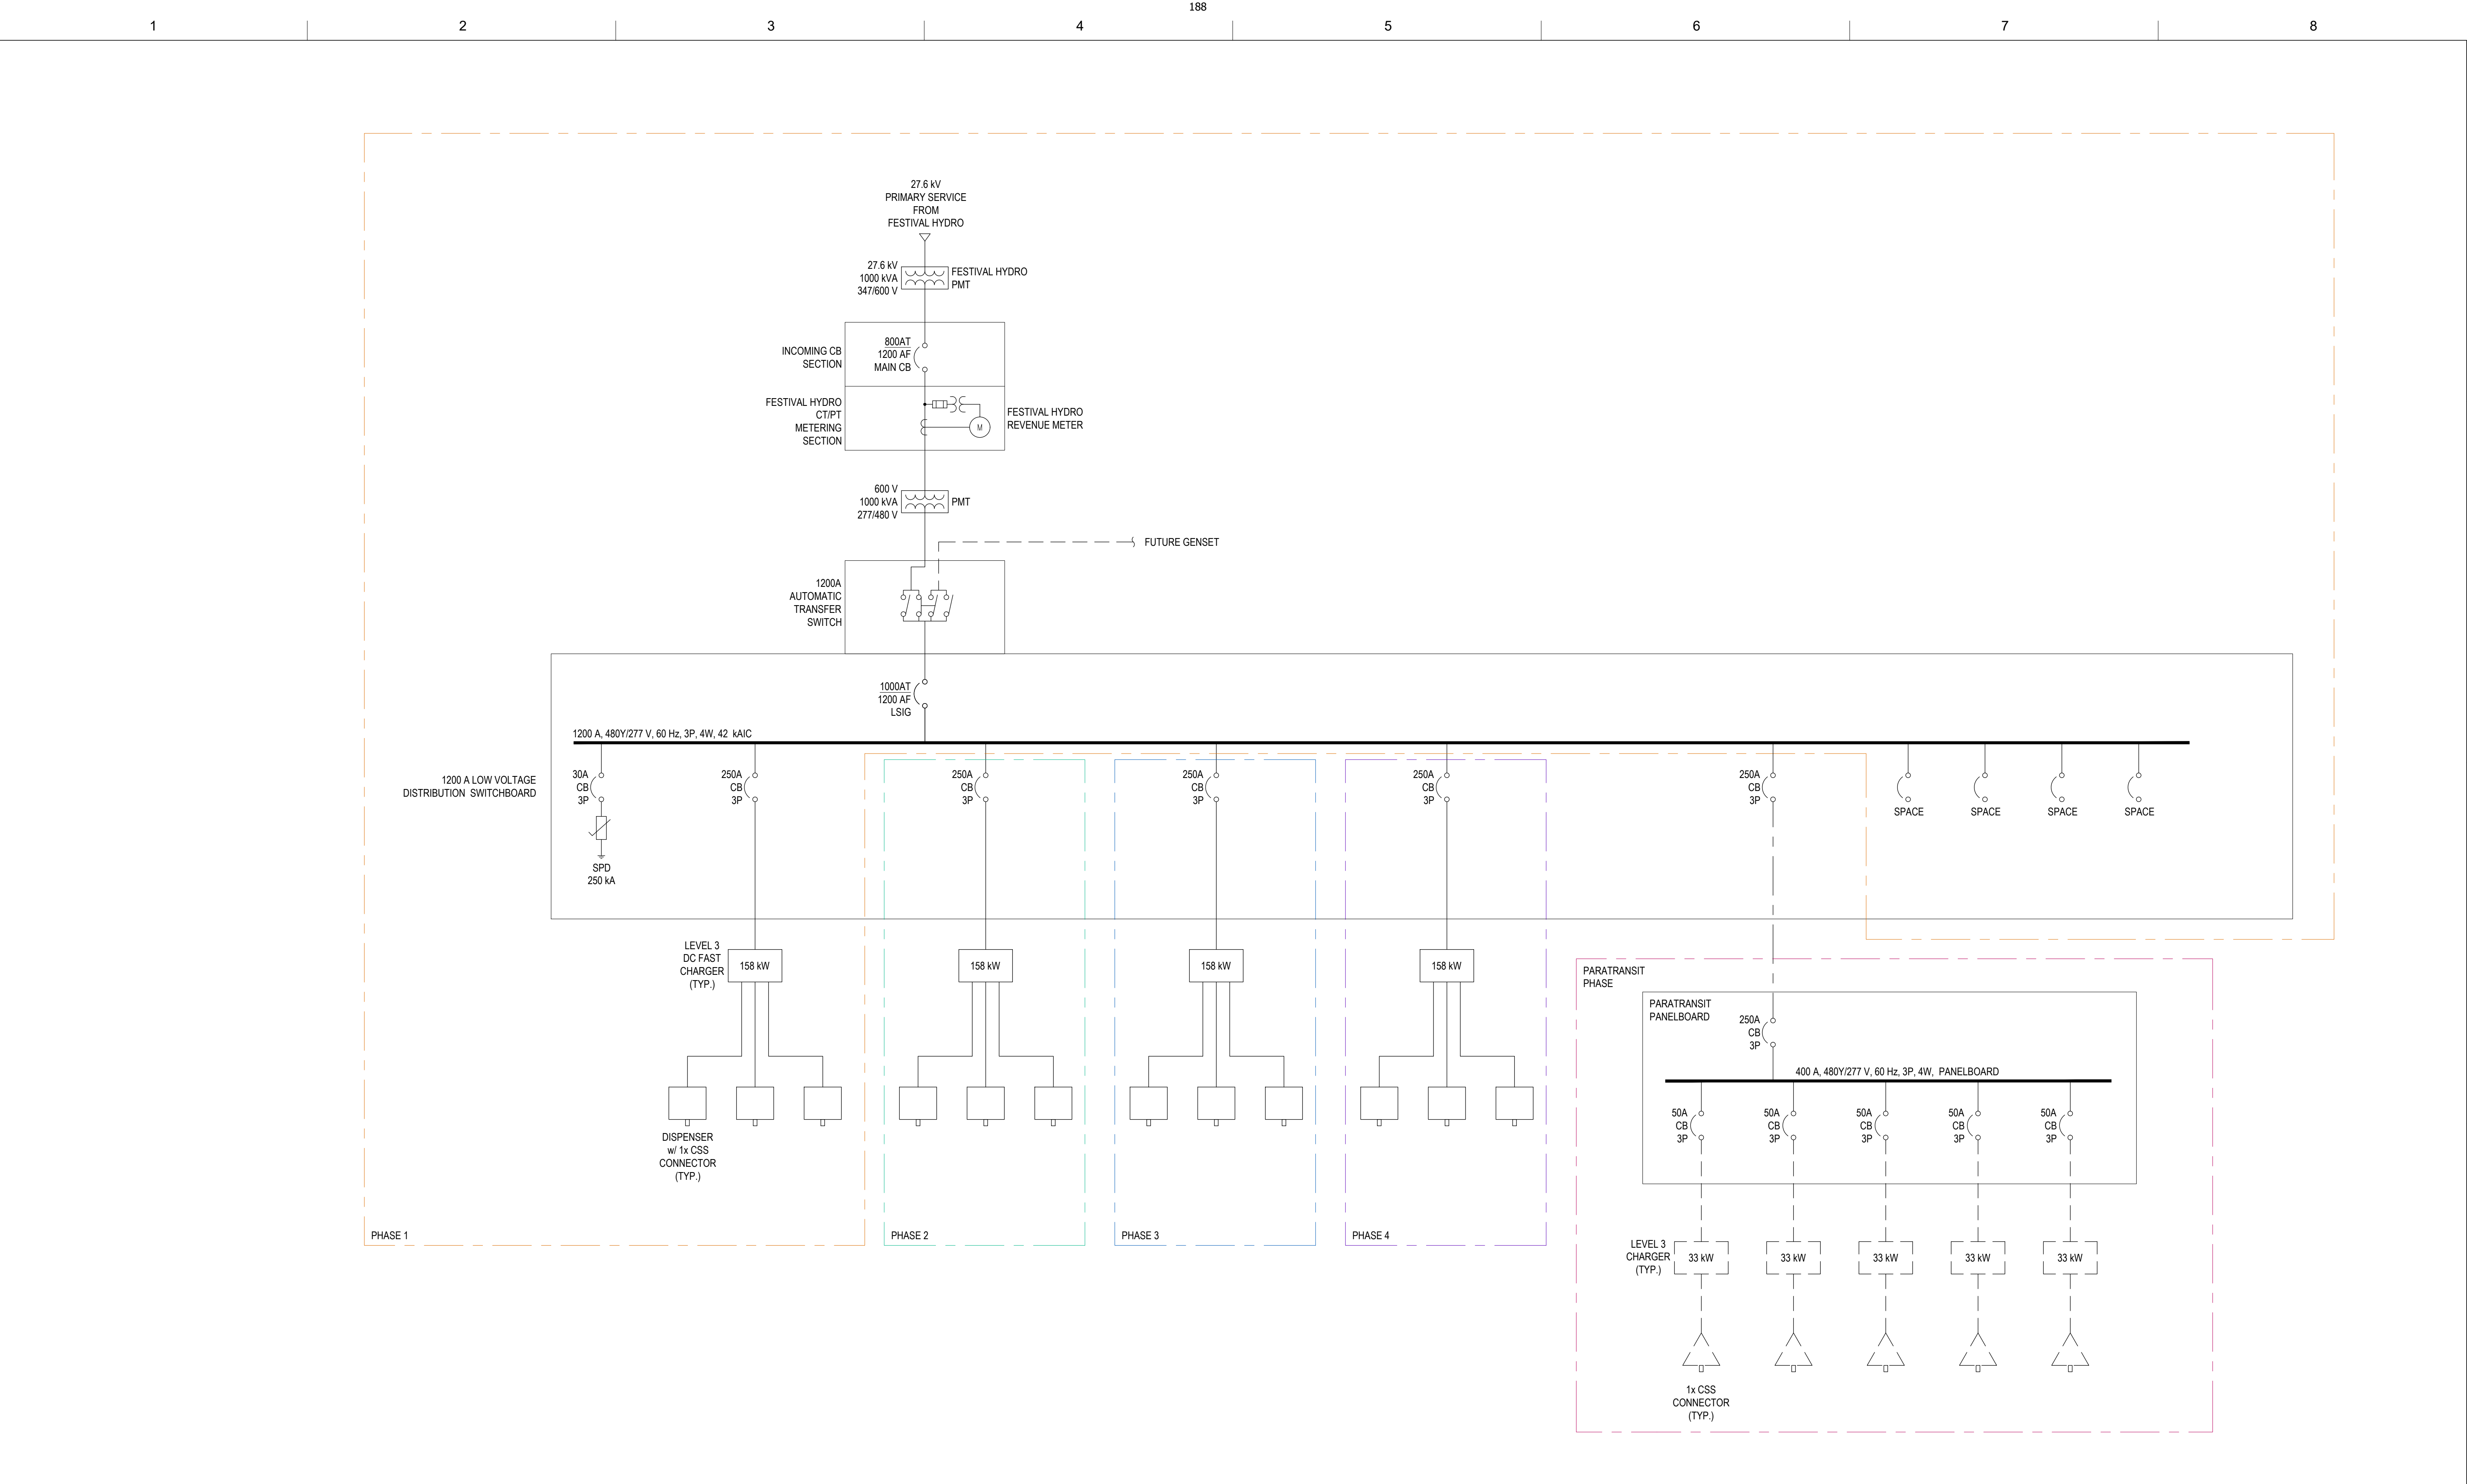 188
1 2 3 4 5 6 7 8
27.6 kV
PRIMARY SERVICE
FROM
FESTIVAL HYDRO
27.6 kV
1000 kVA
347/600 V
FESTIVAL HYDRO
PMT
INCOMING CB
SECTION
800AT
1200 AF
MAIN CB
FESTIVAL HYDRO
CT/PT
METERING
SECTION
M
FESTIVAL HYDRO
REVENUE METER
600 V
1000 kVA
277/480 V
PMT
FUTURE GENSET
1200A
AUTOMATIC
TRANSFER
SWITCH
1000AT
1200 AF
LSIG
1200 A, 480Y/277 V, 60 Hz, 3P, 4W, 42 kAIC
1200 A LOW VOLTAGE
DISTRIBUTION SWITCHBOARD
30A
CB
3P
SPD
250 kA
250A
CB
3P
250A
CB
3P
250A
CB
3P
250A
CB
3P
250A
CB
3P
SPACE
SPACE
SPACE
SPACE
LEVEL 3
DC FAST
CHARGER
(TYP.)
158 kW
158 kW
158 kW
158 kW
DISPENSER
w/ 1x CSS
CONNECTOR
(TYP.)
PHASE 1
PHASE 2
PHASE 3
PHASE 4
PARATRANSIT
PHASE
PARATRANSIT
PANELBOARD
250A
CB
3P
400 A, 480Y/277 V, 60 Hz, 3P, 4W, PANELBOARD
50A
CB
3P
50A
CB
3P
50A
CB
3P
50A
CB
3P
50A
CB
3P
LEVEL 3
CHARGER
(TYP.)
33 kW
33 kW
33 kW
33 kW
33 kW
1x CSS
CONNECTOR
(TYP.)